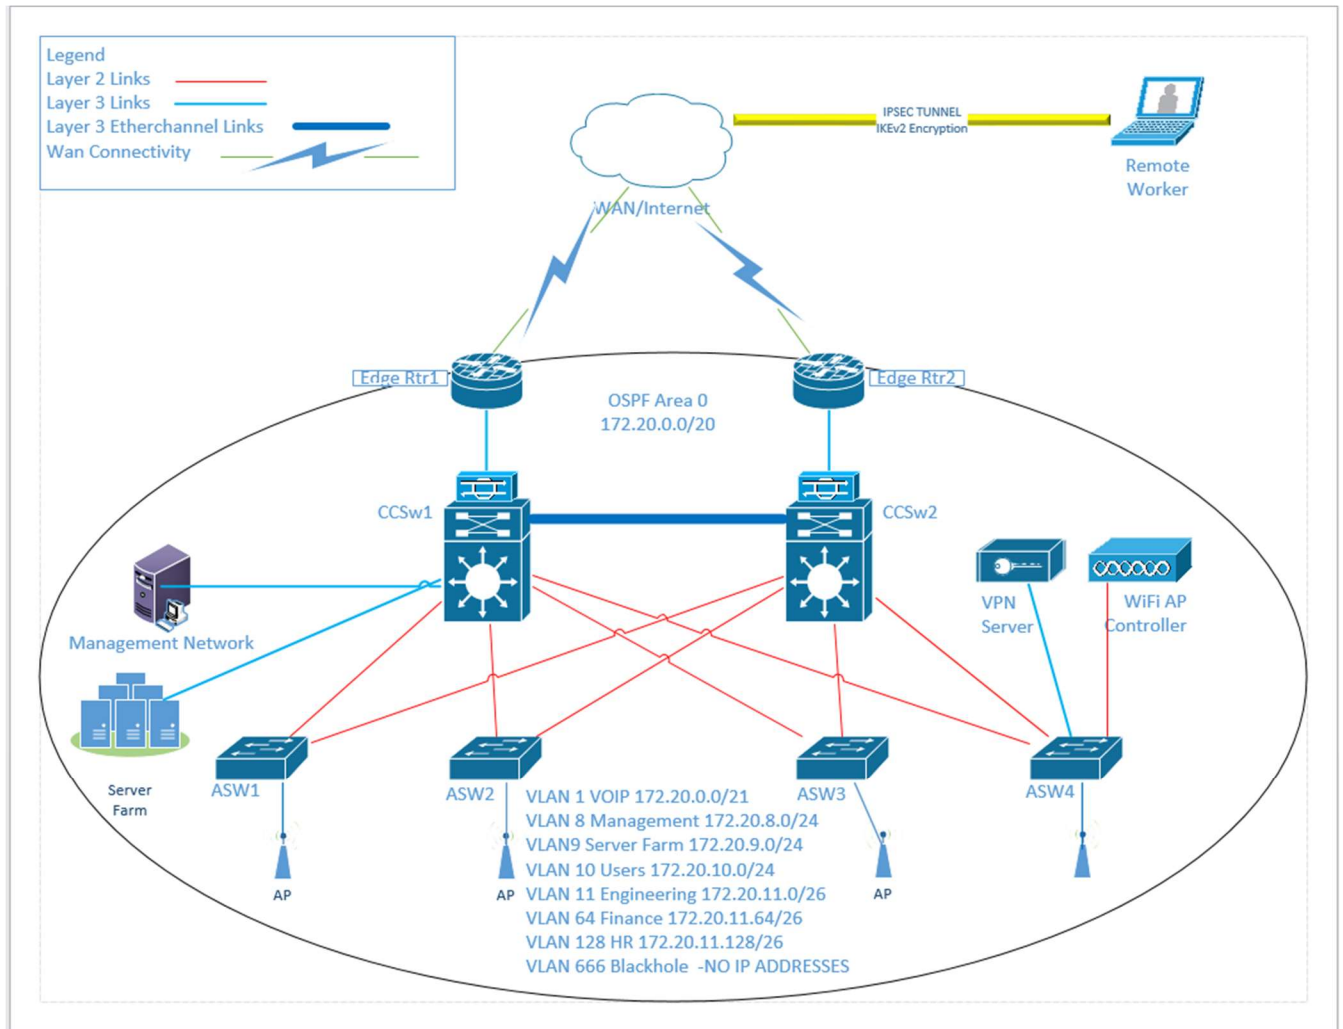 Legend
Layer 2 Links
Layer 3 Links
Layer 3 Etherchannel Links
Wan Connectivity
IPSEC TUNNEL
IKEv2 Encryption
Remote
Worker
WAN/Internet
Edge Rtr1
Edge Rtr2
OSPF Area 0
172.20.0.0/20
CCSw1
CCSw2
Management Network
VPN
Server
WiFi AP
Controller
Server
Farm
ASW1
ASW2
ASW3
ASW4
VLAN 1 VOIP 172.20.0.0/21
VLAN 8 Management 172.20.8.0/24
VLAN9 Server Farm 172.20.9.0/24
VLAN 10 Users 172.20.10.0/24
VLAN 11 Engineering 172.20.11.0/26
VLAN 64 Finance 172.20.11.64/26
VLAN 128 HR 172.20.11.128/26
VLAN 666 Blackhole -NO IP ADDRESSES
AP
AP
AP